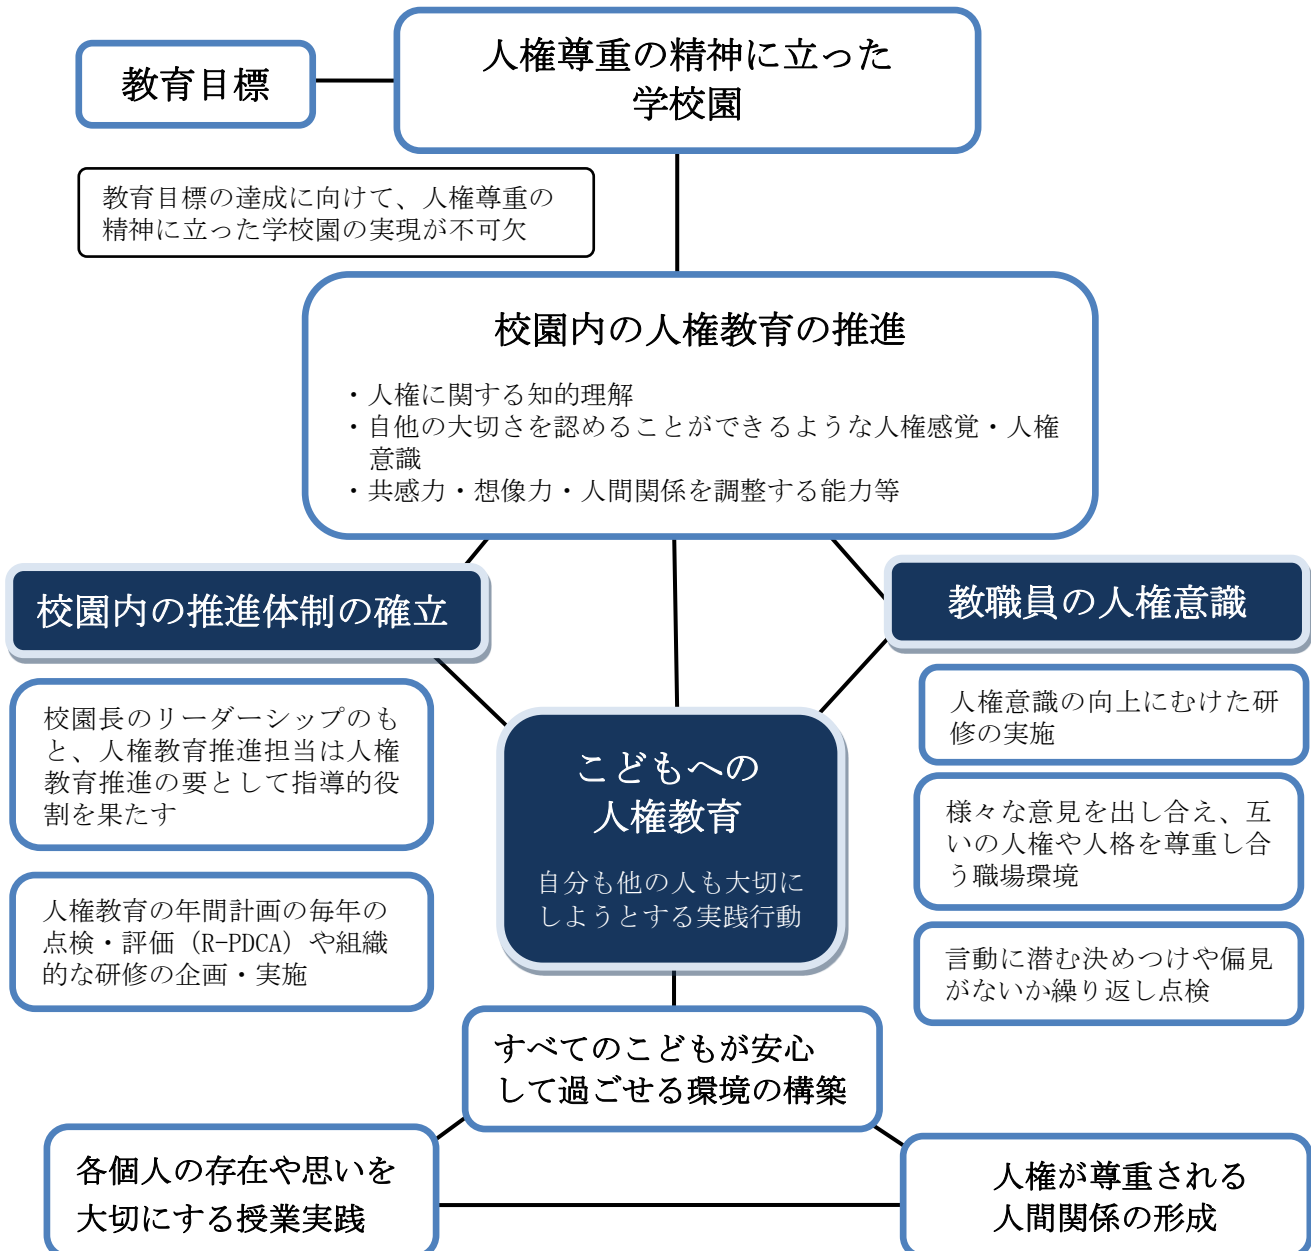 教育目標
人権尊重の精神に立った
学校園
教育目標の達成に向けて、人権尊重の
精神に立った学校園の実現が不可欠
校園内の人権教育の推進
・人権に関する知的理解
・自他の大切さを認めることができるような人権感覚・人権
意識
・共感力・想像力・人間関係を調整する能力等
校園内の推進体制の確立
校園長のリーダーシップのも
と、人権教育推進担当は人権
教育推進の要として指導的役
割を果たす
人権教育の年間計画の毎年の
点検・評価（R-PDCA）や組織
的な研修の企画・実施
こどもへの
人権教育
自分も他の人も大切に
しようとする実践行動
教職員の人権意識
人権意識の向上にむけた研
修の実施
様々な意見を出し合え、互
いの人権や人格を尊重し合
う職場環境
言動に潜む決めつけや偏見
がないか繰り返し点検
すべてのこどもが安心
して過ごせる環境の構築
各個人の存在や思いを
大切にする授業実践
人権が尊重される
人間関係の形成